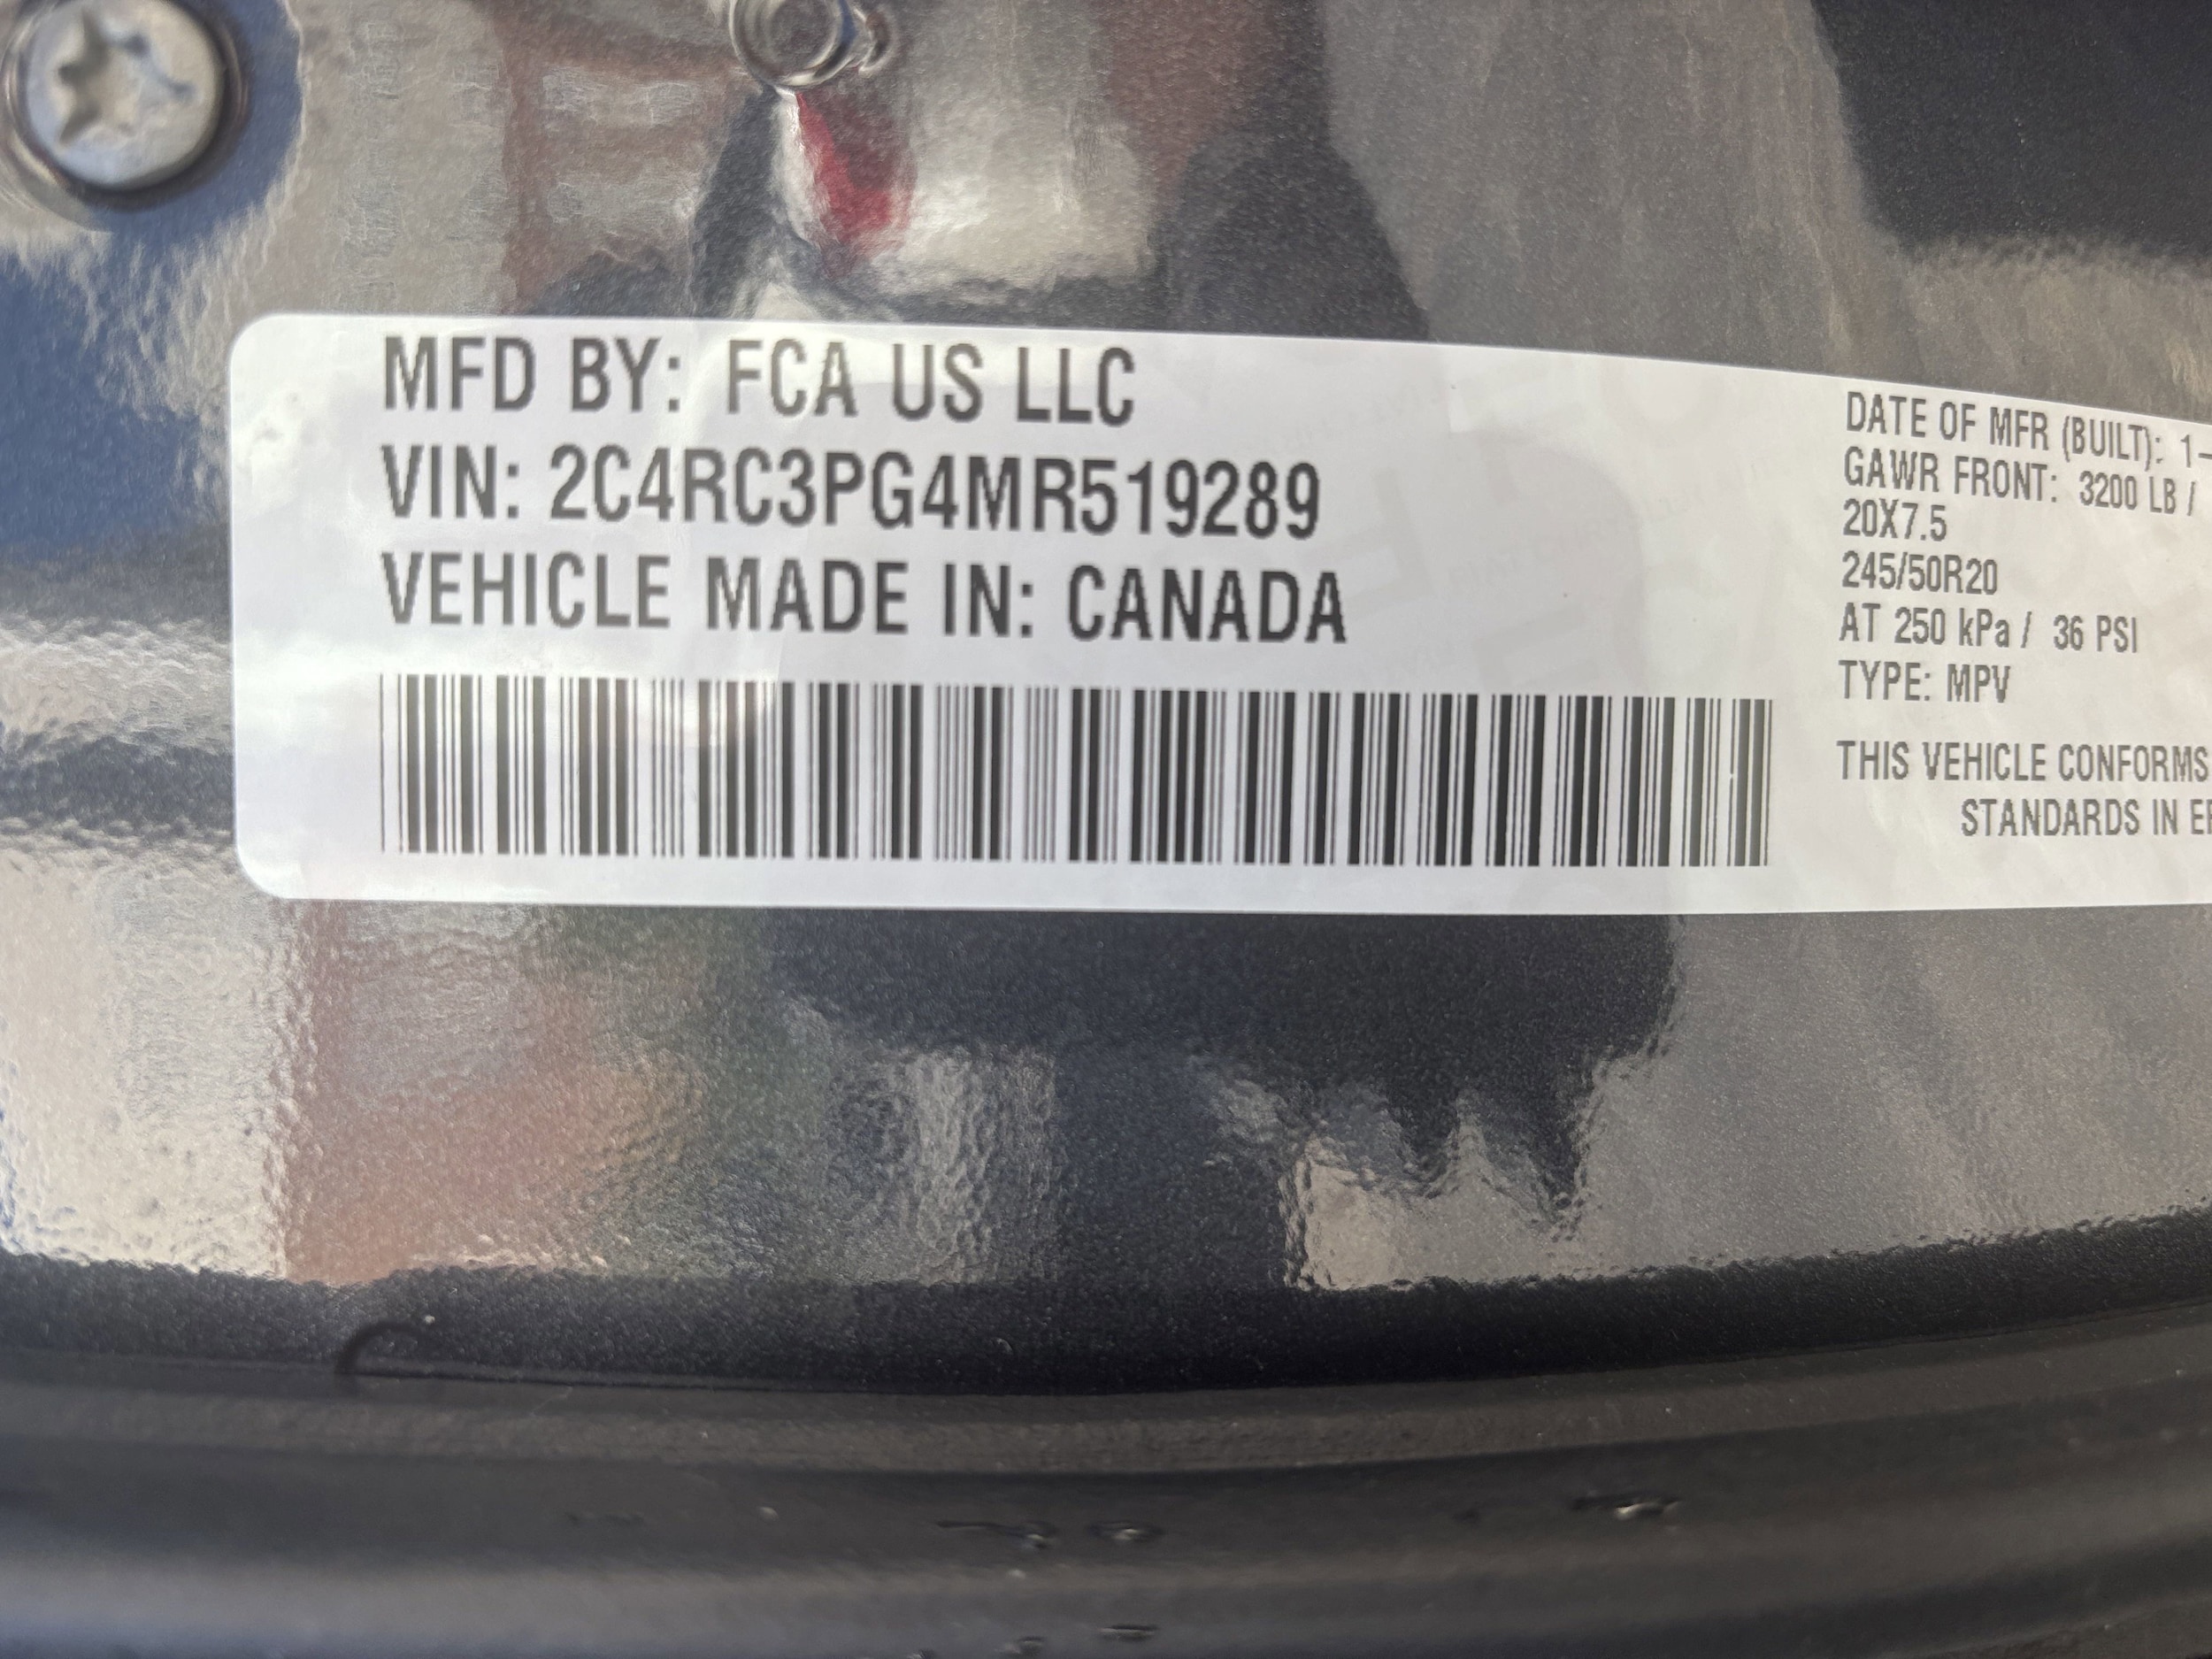 MFD BY: FCA US LLC
VIN: 2C4RC3PG4MR519289
VEHICLE MADE IN: CANADA
DATE OF MFR (BUILT): 1-
GAWR FRONT: 3200 LB /
20X7.5
245/50R20
AT 250 kPa / 36 PSI
TYPE: MPV
THIS VEHICLE CONFORMS
STANDARDS IN